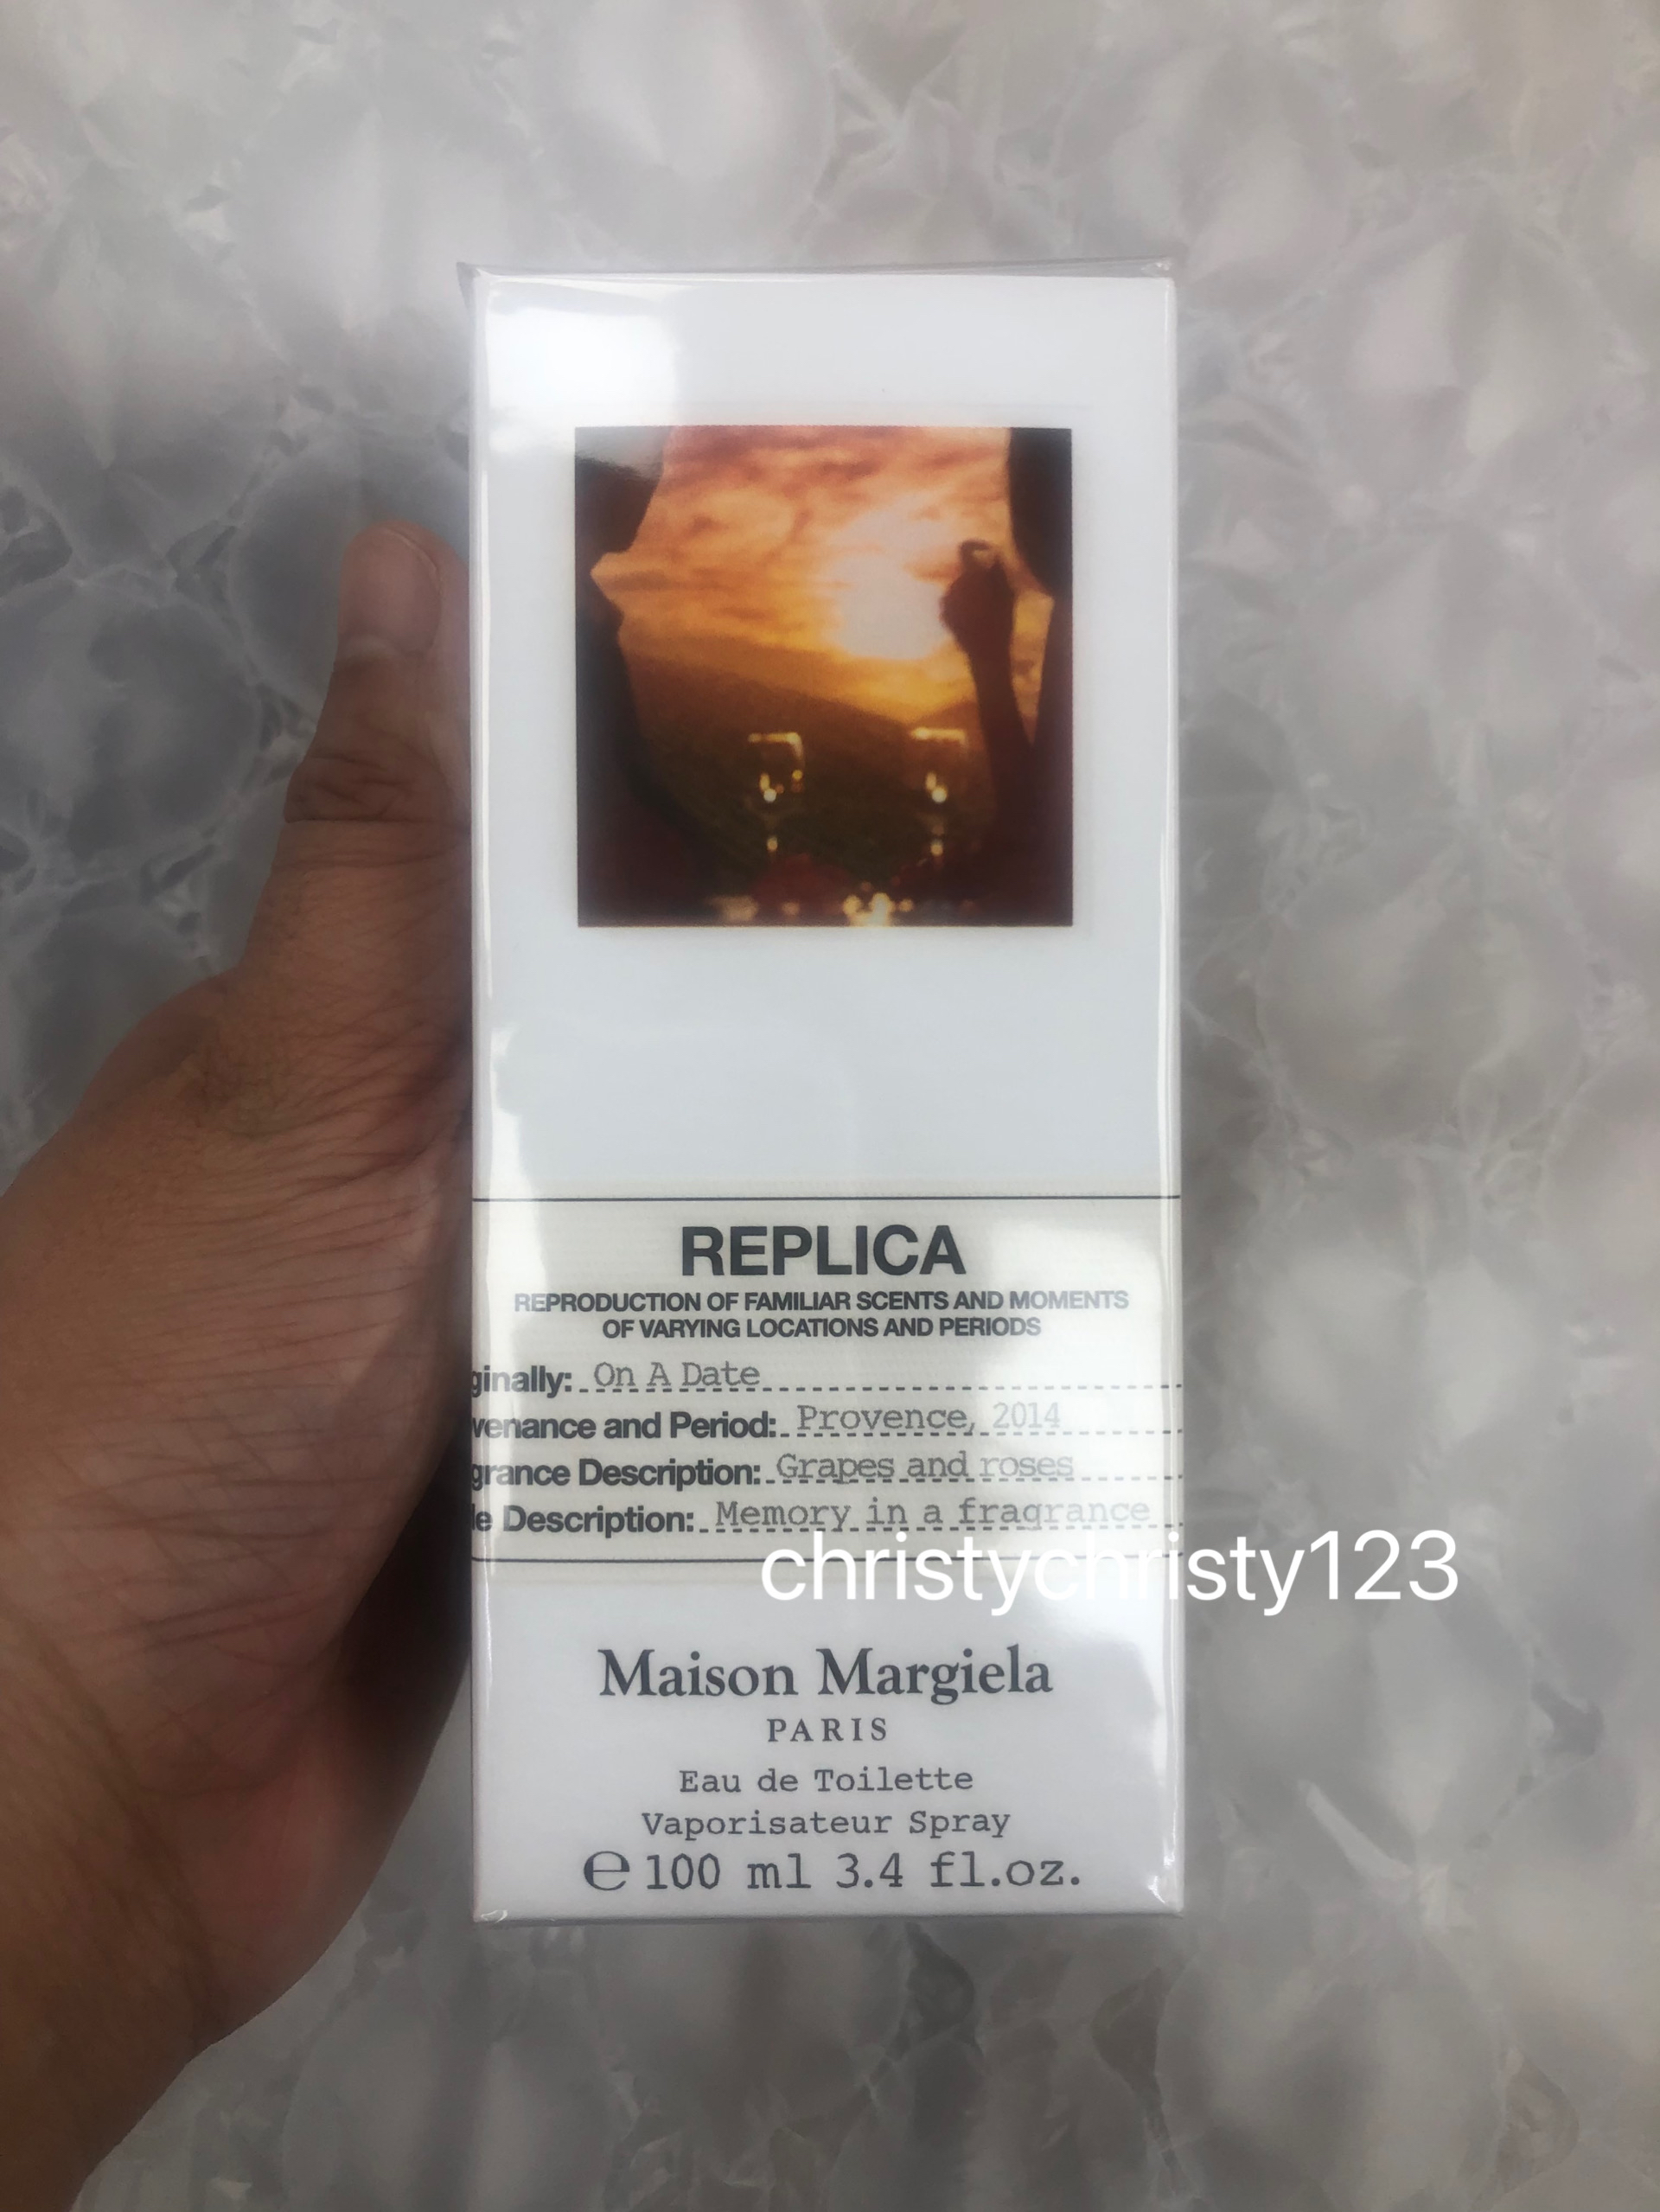 REPLICA
REPRODUCTION OF FAMILIAR SCENTS AND MOMENTS
OF VARYING LOCATIONS AND PERIODS
ginally: On A Date
venance and Period: Provence, 2014
grance Description: Grapes and roses
le Description: Memory in a fragrance
christychristy123
Maison Margiela
PARIS
Eau de Toilette
Vaporisateur Spray
℮ 100 ml 3.4 fl.oz.